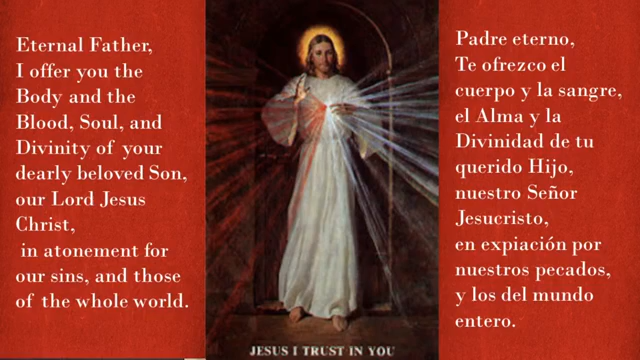 Eternal Father,
I offer you the
Body and the
Blood, Soul, and
Divinity of your
dearly beloved Son,
our Lord Jesus
Christ,
in atonement for
our sins, and those
of the whole world.
JESUS I TRUST IN YOU
Padre eterno,
Te ofrezco el
cuerpo y la sangre,
el Alma y la
Divinidad de tu
querido Hijo,
nuestro Señor
Jesucristo,
en expiación por
nuestros pecados,
y los del mundo
entero.